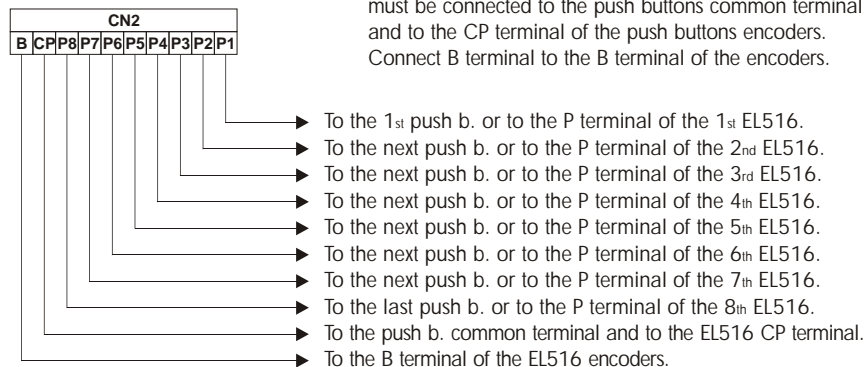 must be connected to the push buttons common terminal
and to the CP terminal of the push buttons encoders.
Connect B terminal to the B terminal of the encoders.
CN2
B CP P8 P7 P6 P5 P4 P3 P2 P1
To the 1st push b. or to the P terminal of the 1st EL516.
To the next push b. or to the P terminal of the 2nd EL516.
To the next push b. or to the P terminal of the 3rd EL516.
To the next push b. or to the P terminal of the 4th EL516.
To the next push b. or to the P terminal of the 5th EL516.
To the next push b. or to the P terminal of the 6th EL516.
To the next push b. or to the P terminal of the 7th EL516.
To the last push b. or to the P terminal of the 8th EL516.
To the push b. common terminal and to the EL516 CP terminal.
To the B terminal of the EL516 encoders.